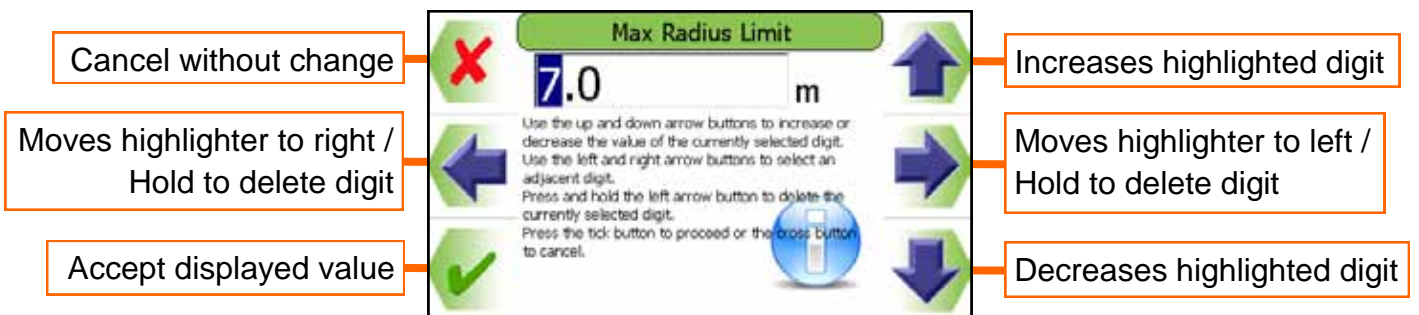 Cancel without change
Moves highlighter to right /
Hold to delete digit
Accept displayed value
Max Radius Limit
7.0
m
Use the up and down arrow buttons to increase or
decrease the value of the currently selected digit.
Use the left and right arrow buttons to select an
adjacent digit.
Press and hold the left arrow button to delete the
currently selected digit.
Press the tick button to proceed or the cross button
to cancel.
Increases highlighted digit
Moves highlighter to left /
Hold to delete digit
Decreases highlighted digit